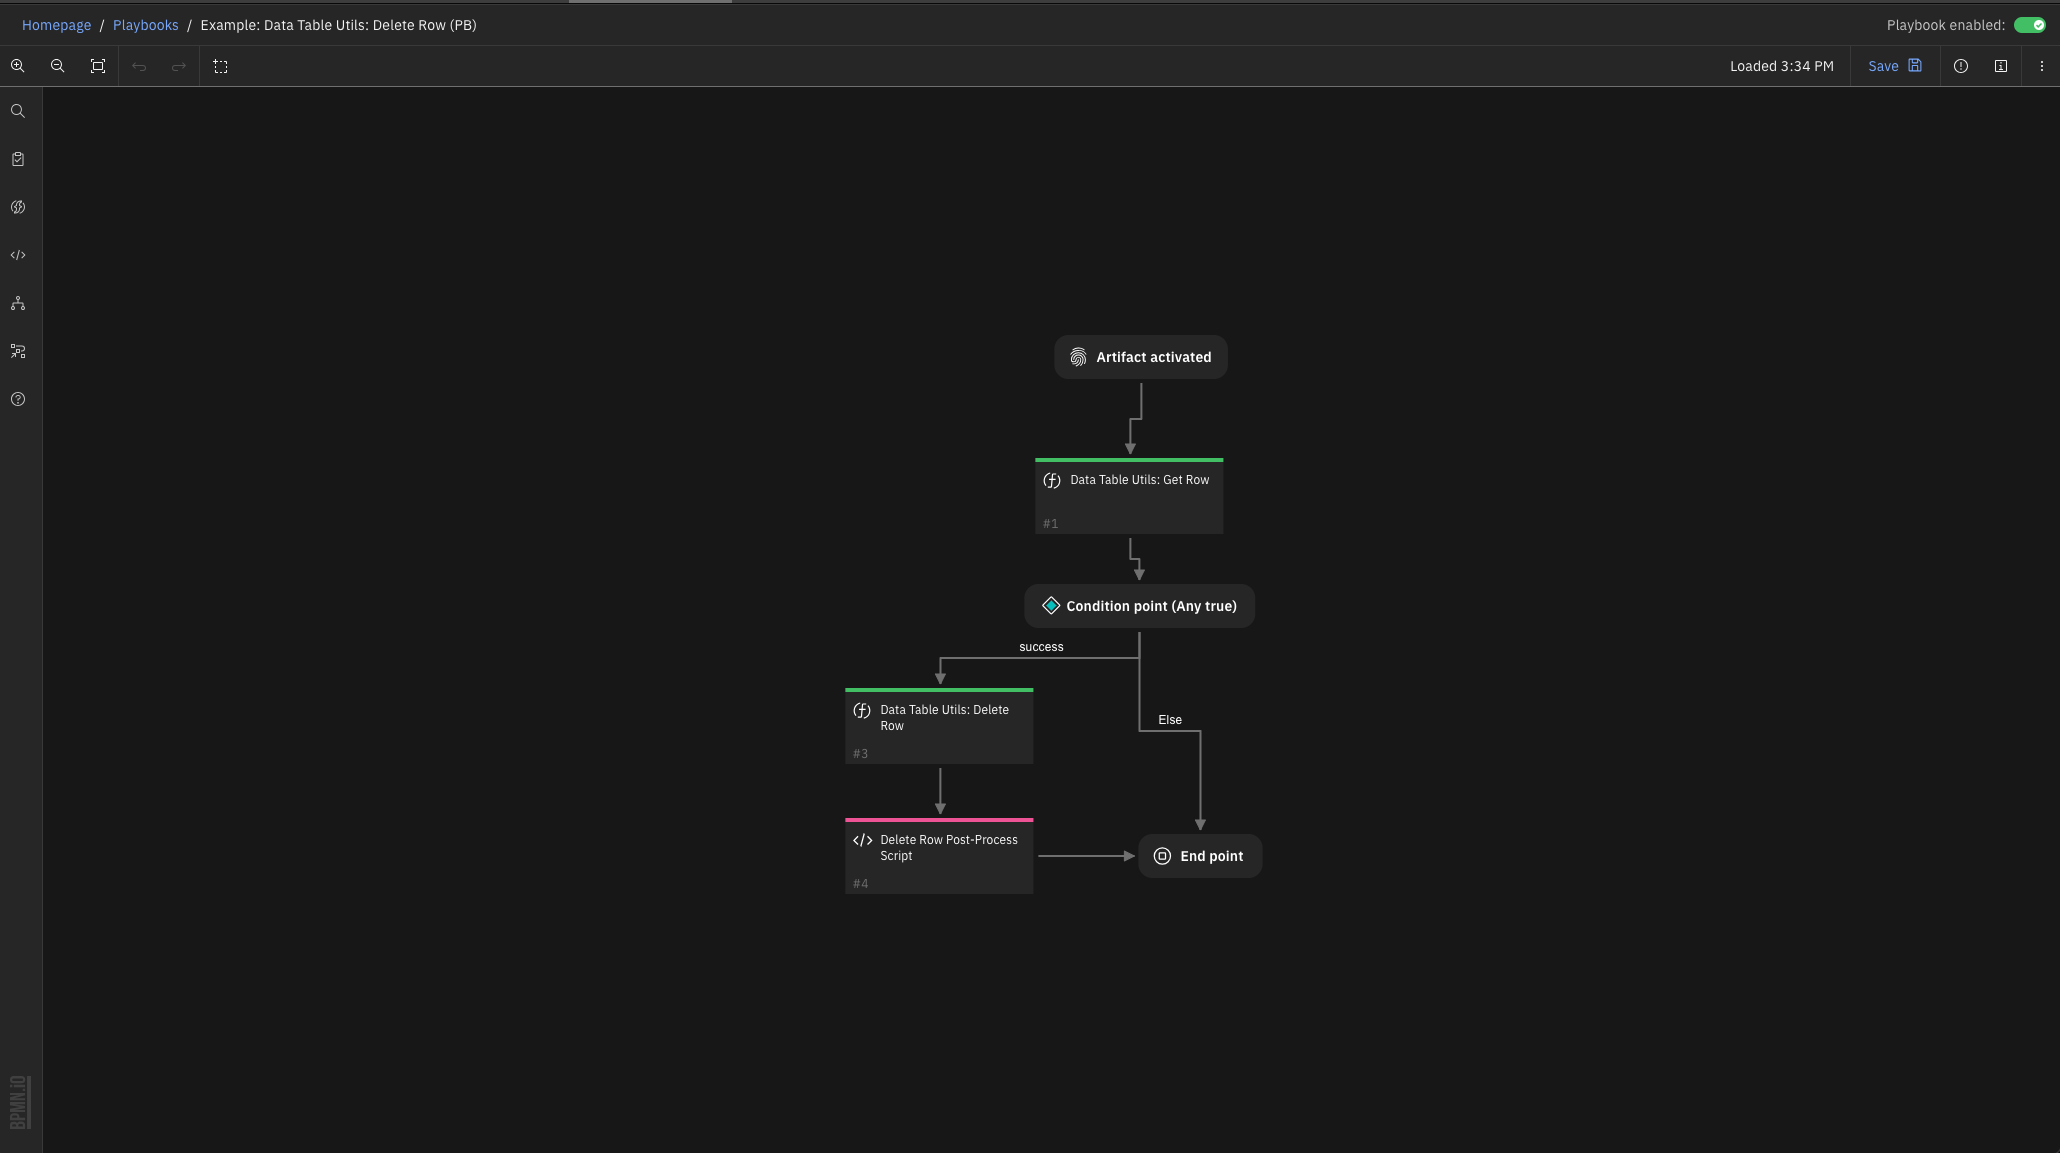 Homepage / Playbooks / Example: Data Table Utils: Delete Row (PB)
Playbook enabled:
Loaded 3:34 PM
Save
Artifact activated
Data Table Utils: Get Row
#1
Condition point (Any true)
success
Data Table Utils: Delete
Row
#3
Else
Delete Row Post-Process
Script
#4
End point
BPMN.iO